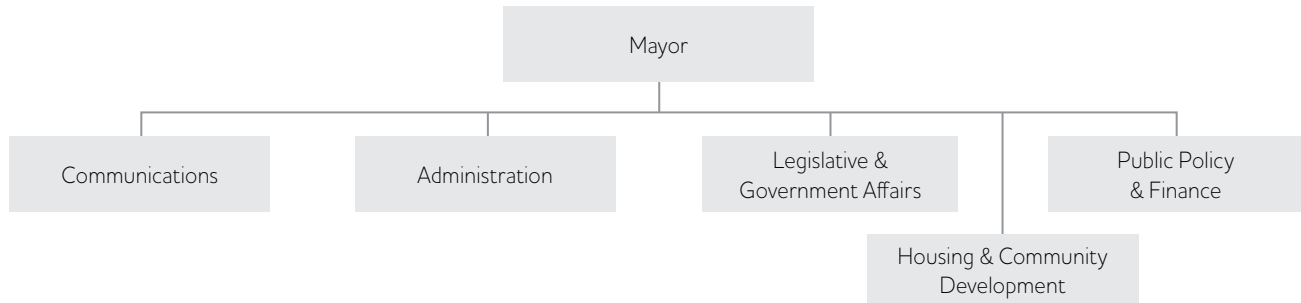 Mayor
Communications
Administration
Legislative &
Government Affairs
Public Policy
& Finance
Housing & Community
Development